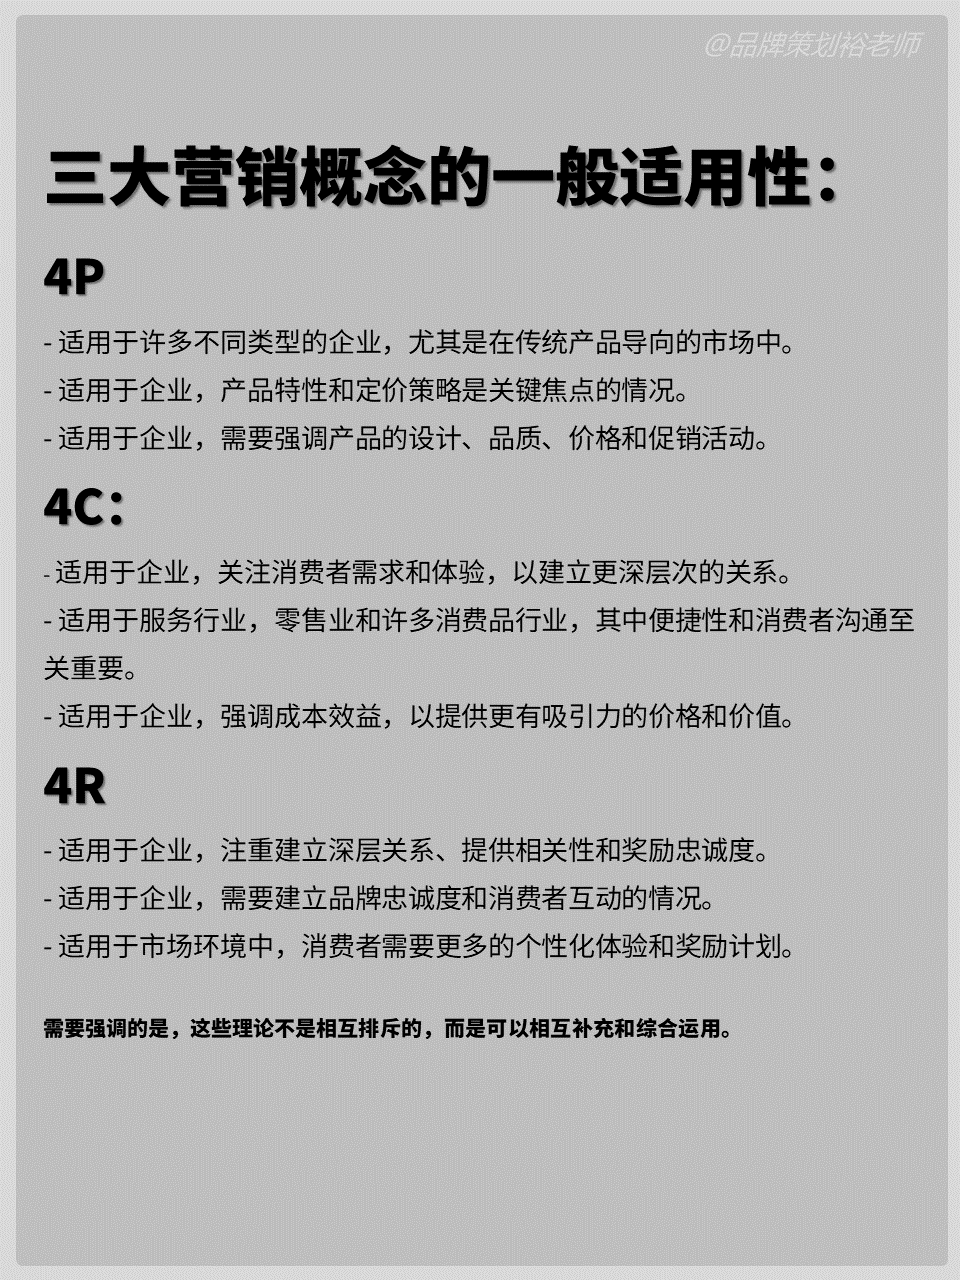 @品牌策划裕老师
三大营销概念的一般适用性：
4P
- 适用于许多不同类型的企业，尤其是在传统产品导向的市场中。
- 适用于企业，产品特性和定价策略是关键焦点的情况。
- 适用于企业，需要强调产品的设计、品质、价格和促销活动。
4C：
- 适用于企业，关注消费者需求和体验，以建立更深层次的关系。
- 适用于服务行业，零售业和许多消费品行业，其中便捷性和消费者沟通至
关重要。
- 适用于企业，强调成本效益，以提供更有吸引力的价格和价值。
4R
- 适用于企业，注重建立深层关系、提供相关性和奖励忠诚度。
- 适用于企业，需要建立品牌忠诚度和消费者互动的情况。
- 适用于市场环境中，消费者需要更多的个性化体验和奖励计划。
需要强调的是，这些理论不是相互排斥的，而是可以相互补充和综合运用。